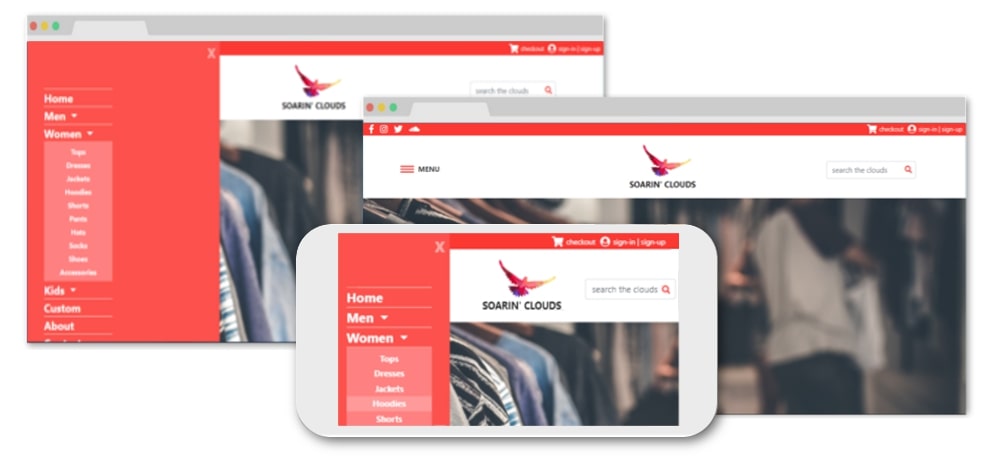 X
checkout sign-in | sign-up
SOARIN' CLOUDS
search the clouds
Home
Men
Women
Tops
Dresses
Jackets
Hoodies
Shorts
Pants
Hats
Socks
Shoes
Accessories
Kids
Custom
About
checkout sign-in | sign-up
MENU
SOARIN' CLOUDS
search the clouds
X
checkout sign-in | sign-up
SOARIN' CLOUDS
search the clouds
Home
Men
Women
Tops
Dresses
Jackets
Hoodies
Shorts